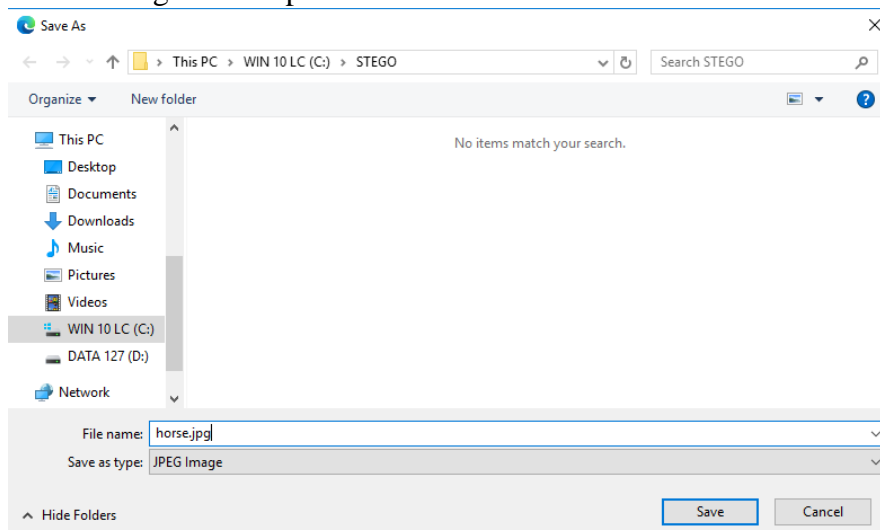 Save As
This PC > WIN 10 LC (C:) > STEGO
Search STEGO
Organize
New folder
This PC
No items match your search.
Desktop
Documents
Downloads
Music
Pictures
Videos
WIN 10 LC (C:)
DATA 127 (D:)
Network
File name: horse.jpg
Save as type: JPEG Image
Hide Folders
Save
Cancel